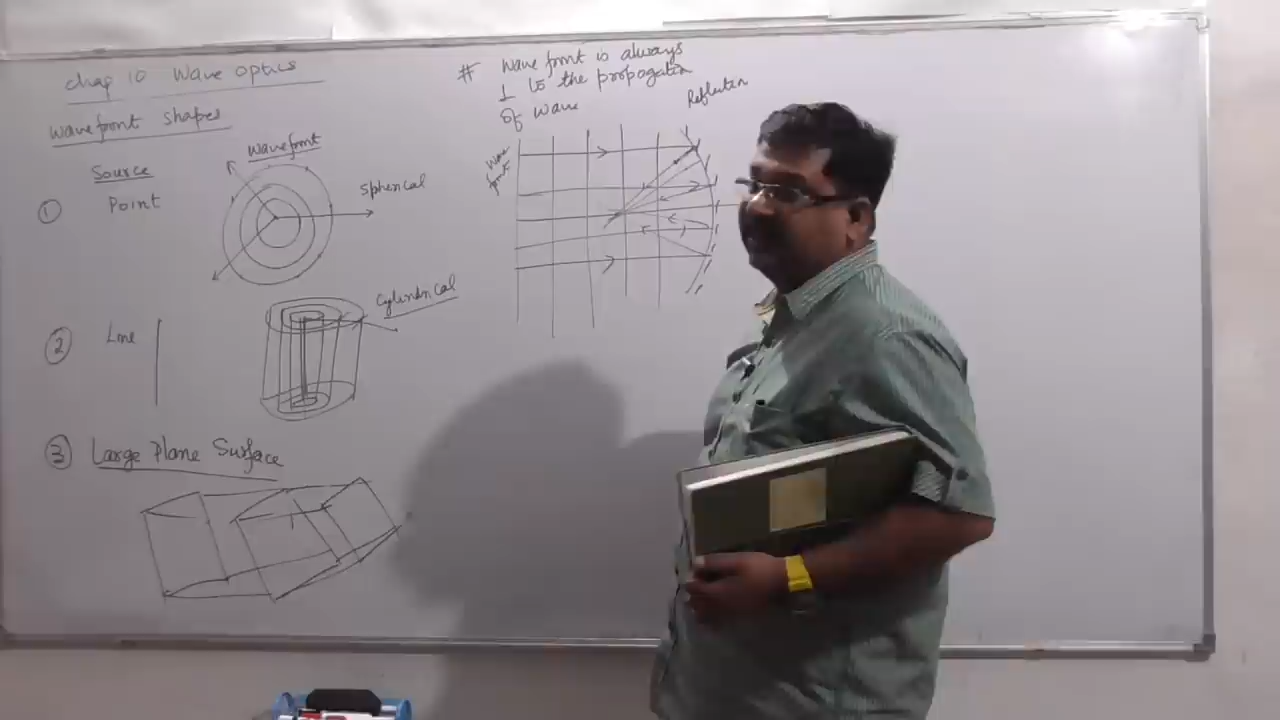 Chap 10 Wave Optics
Wavefront shapes
Source
① Point
wavefront
Spherical
② Line
Cylindrical
③ Large Plane Surface
# Wave front is always
⊥ to the propogation
of wave
Reflection
Wave
front